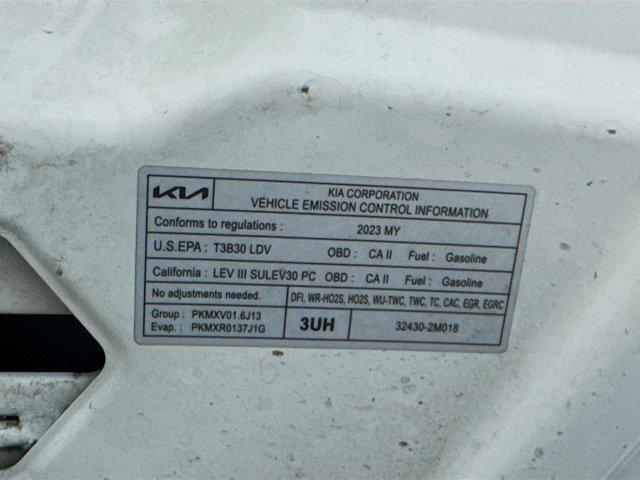 KIA
KIA CORPORATION
VEHICLE EMISSION CONTROL INFORMATION
Conforms to regulations : 2023 MY
U.S.EPA : T3B30 LDV OBD : CA II Fuel : Gasoline
California : LEV III SULEV30 PC OBD : CA II Fuel : Gasoline
No adjustments needed. DFI, WR-HO2S, HO2S, WU-TWC, TWC, TC, CAC, EGR, EGRC
Group : PKMXV01.6J13
Evap. : PKMXR0137J1G
3UH 32430-2M018